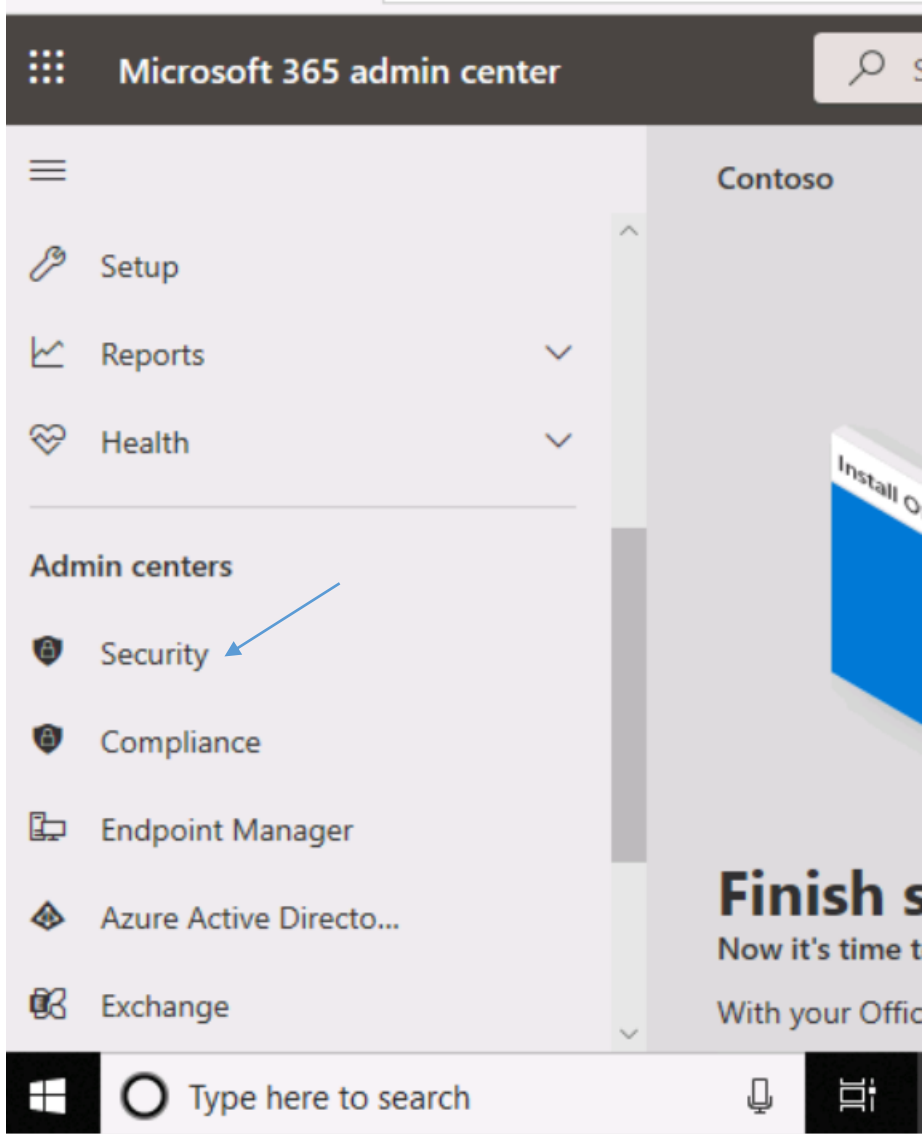 Microsoft 365 admin center
Contoso
Setup
Reports
Health
Install
Admin centers
Security
Compliance
Endpoint Manager
Azure Active Directo...
Exchange
Finish
Now it's time
With your
Type here to search